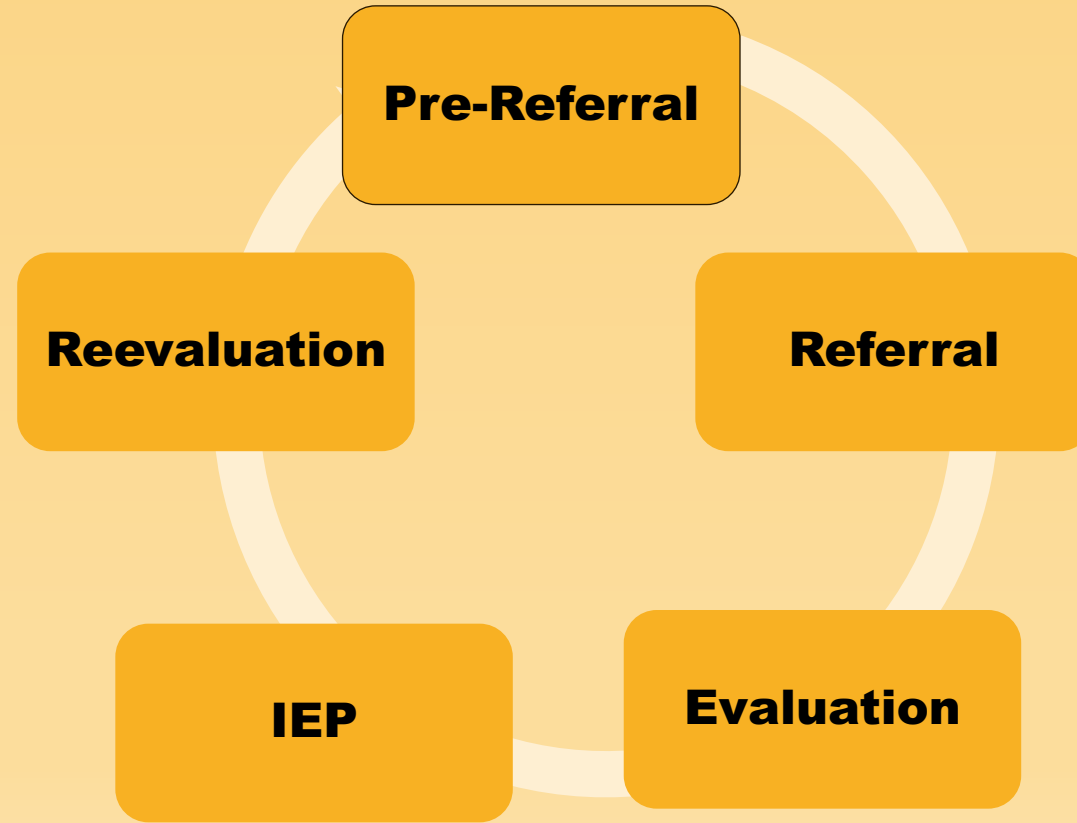 Pre-Referral
Referral
Evaluation
IEP
Reevaluation